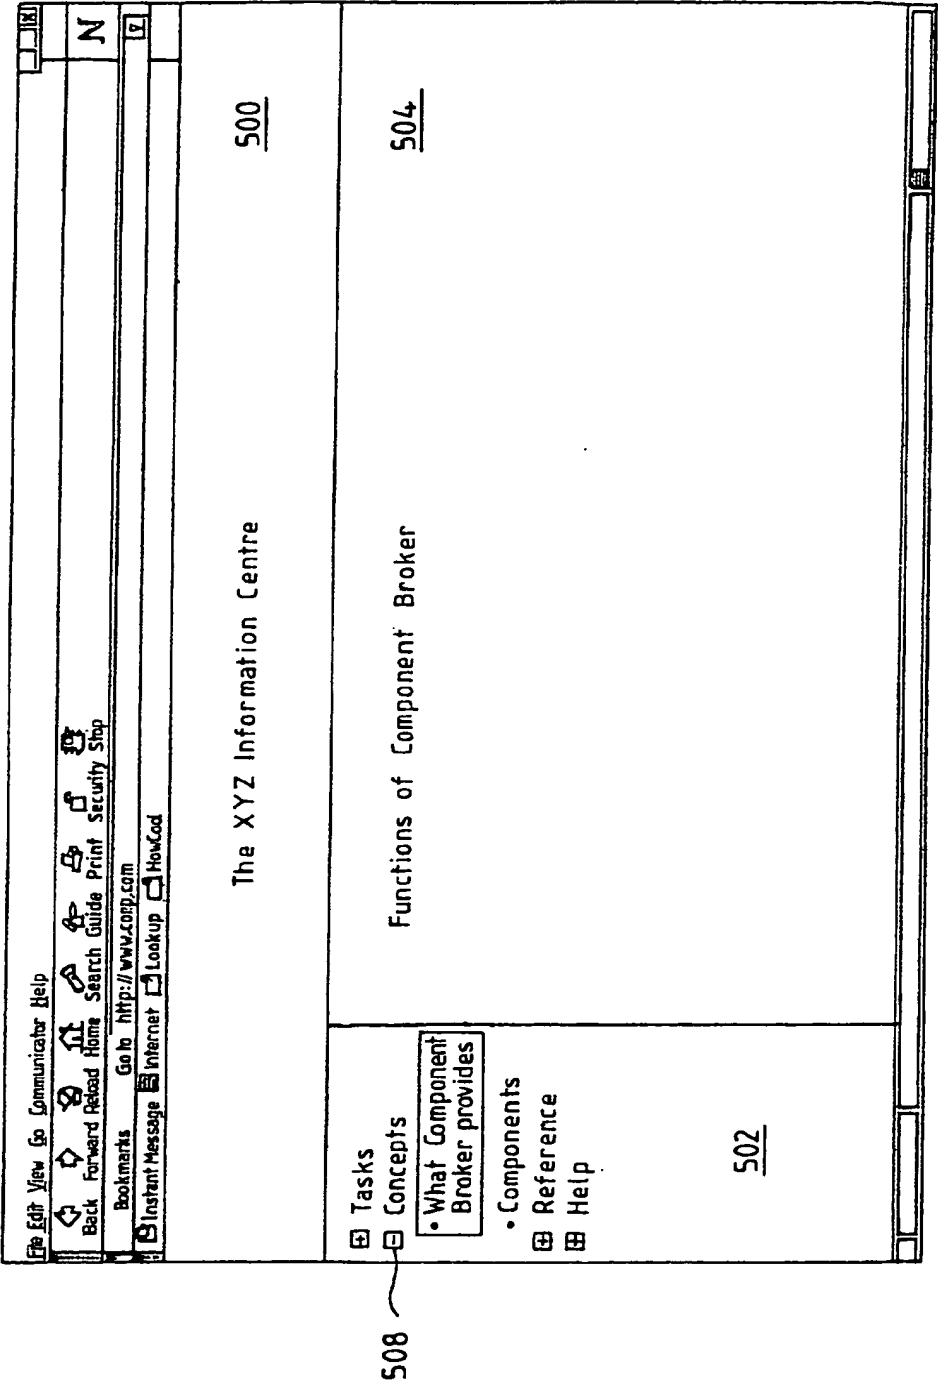 File Edit View Go Communicator Help
N
Back Forward Reload Home Search Guide Print Security Stop
Bookmarks Go to http://www.corp.com
Instant Message Internet Lookup HowCool
The XYZ Information Centre
500
Tasks
Concepts
• What Component
Broker provides
• Components
Reference
Help
502
Functions of Component Broker
504
508